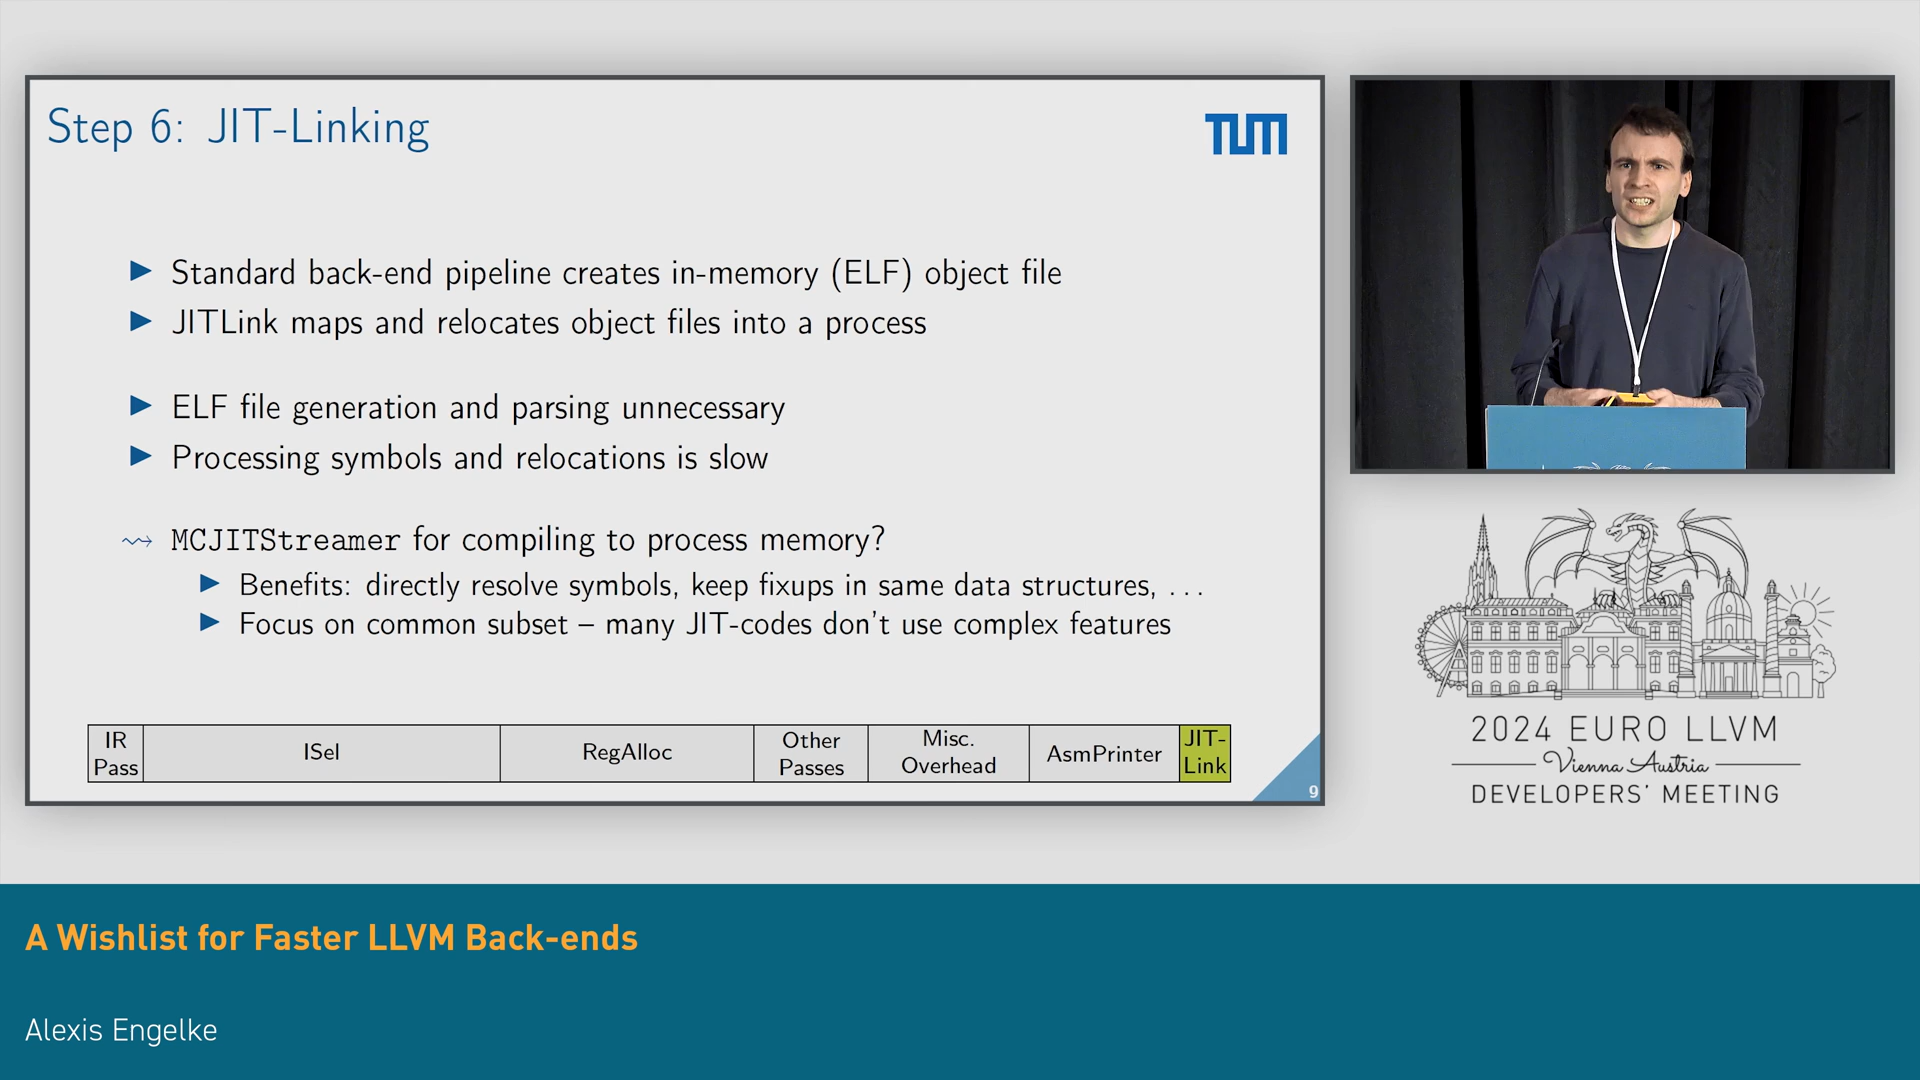 Step 6: JIT-Linking
TUM
Standard back-end pipeline creates in-memory (ELF) object file
JITLink maps and relocates object files into a process
ELF file generation and parsing unnecessary
Processing symbols and relocations is slow
⇝ MCJITStreamer for compiling to process memory?
Benefits: directly resolve symbols, keep fixups in same data structures, ...
Focus on common subset – many JIT-codes don't use complex features
IR
Pass
ISel
RegAlloc
Other
Passes
Misc.
Overhead
AsmPrinter
JIT-
Link
9
2024 EURO LLVM
Vienna Austria
DEVELOPERS' MEETING
A Wishlist for Faster LLVM Back-ends
Alexis Engelke